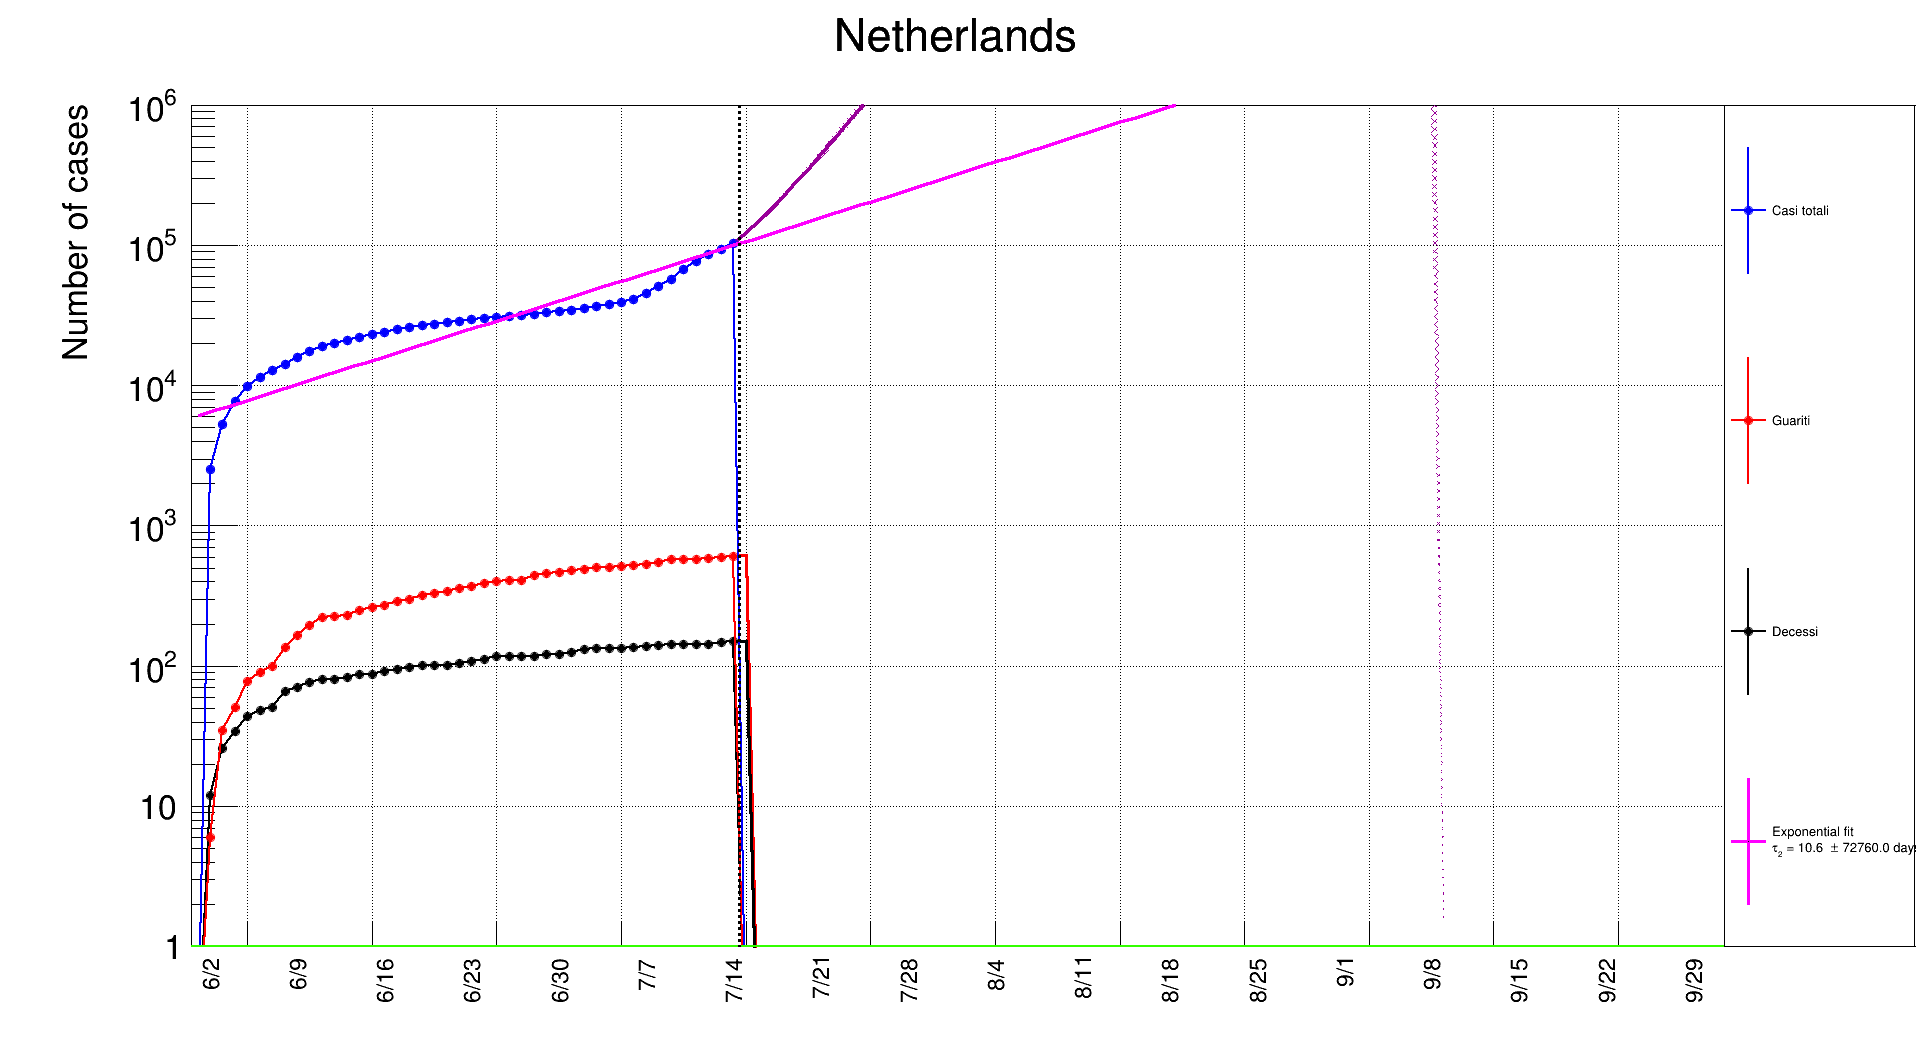 Netherlands
Number of cases
10^6
10^5
10^4
10^3
10^2
10
1
6/2 6/9 6/16 6/23 6/30 7/7 7/14 7/21 7/28 8/4 8/11 8/18 8/25 9/1 9/8 9/15 9/22 9/29
Casi totali
Guariti
Decessi
Exponential fit
τ2 = 10.6 ± 72760.0 days